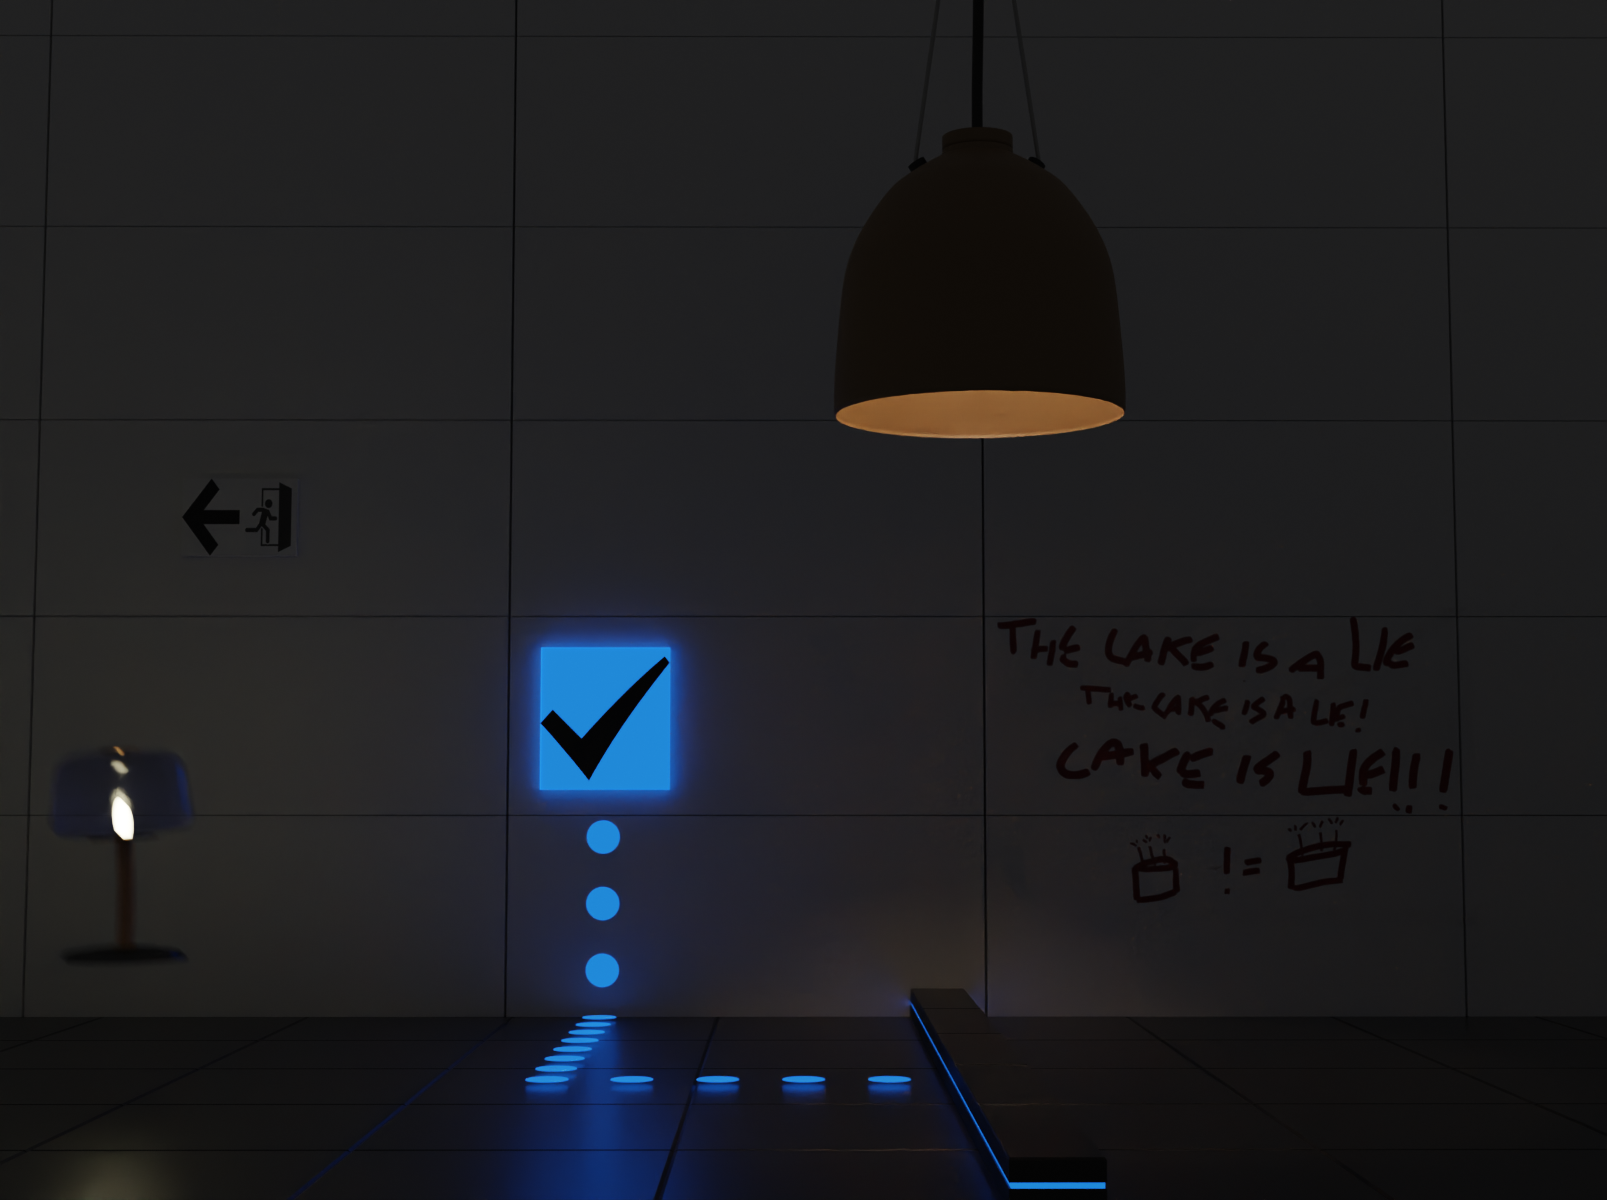 THE CAKE IS A LIE
THE CAKE IS A LIE!
CAKE IS LIE!!!
!=